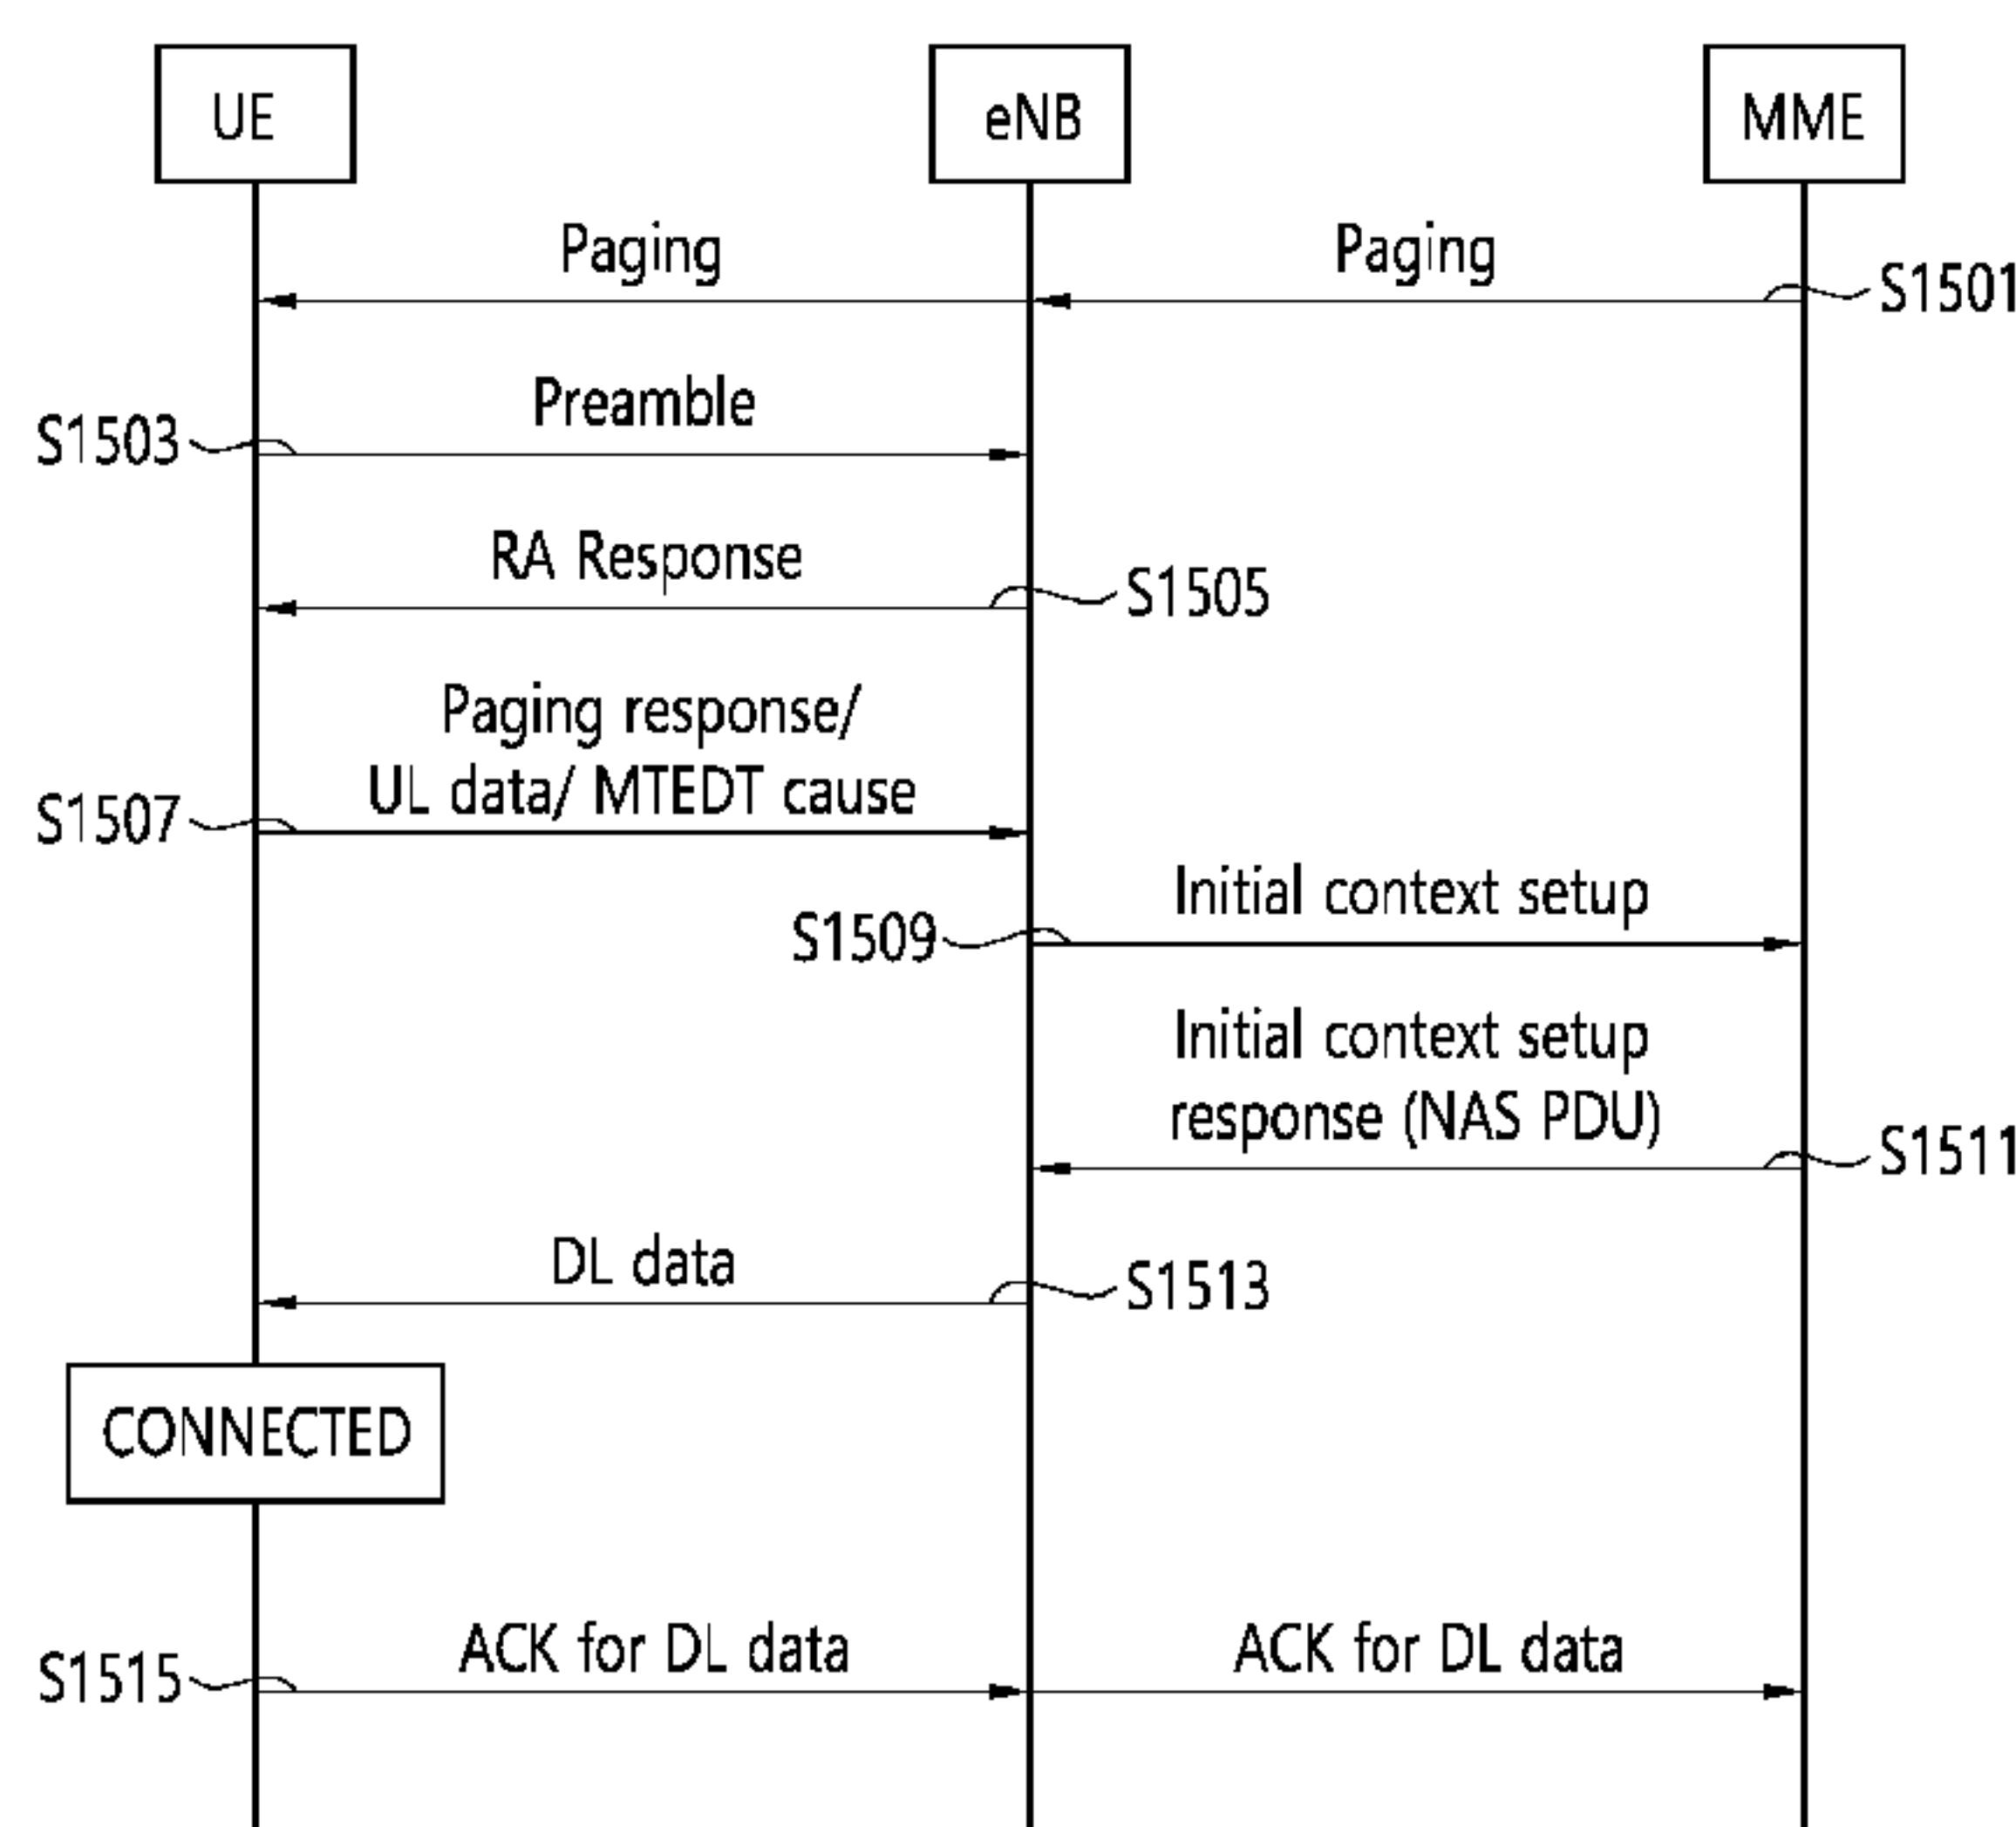 UE
eNB
MME
Paging
Paging
S1501
Preamble
S1503
RA Response
S1505
Paging response/
UL data/ MTEDT cause
S1507
Initial context setup
S1509
Initial context setup
response (NAS PDU)
S1511
DL data
S1513
CONNECTED
ACK for DL data
ACK for DL data
S1515